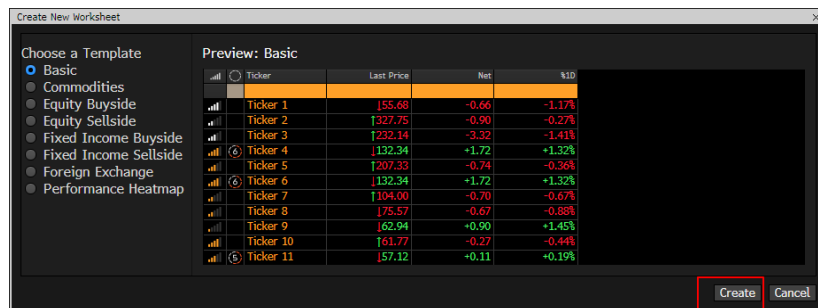 Create New Worksheet
Choose a Template
Basic
Commodities
Equity Buyside
Equity Sellside
Fixed Income Buyside
Fixed Income Sellside
Foreign Exchange
Performance Heatmap
Preview: Basic
Ticker Last Price Net %1D
Ticker 1 ↓55.68 -0.66 -1.17%
Ticker 2 ↑327.75 -0.90 -0.27%
Ticker 3 ↑232.14 -3.32 -1.41%
6 Ticker 4 ↓132.34 +1.72 +1.32%
Ticker 5 ↑207.33 -0.74 -0.36%
6 Ticker 6 ↓132.34 +1.72 +1.32%
Ticker 7 ↑104.00 -0.70 -0.67%
Ticker 8 ↓75.57 -0.67 -0.88%
Ticker 9 ↓62.94 +0.90 +1.45%
Ticker 10 ↑61.77 -0.27 -0.44%
5 Ticker 11 ↓57.12 +0.11 +0.19%
Create Cancel